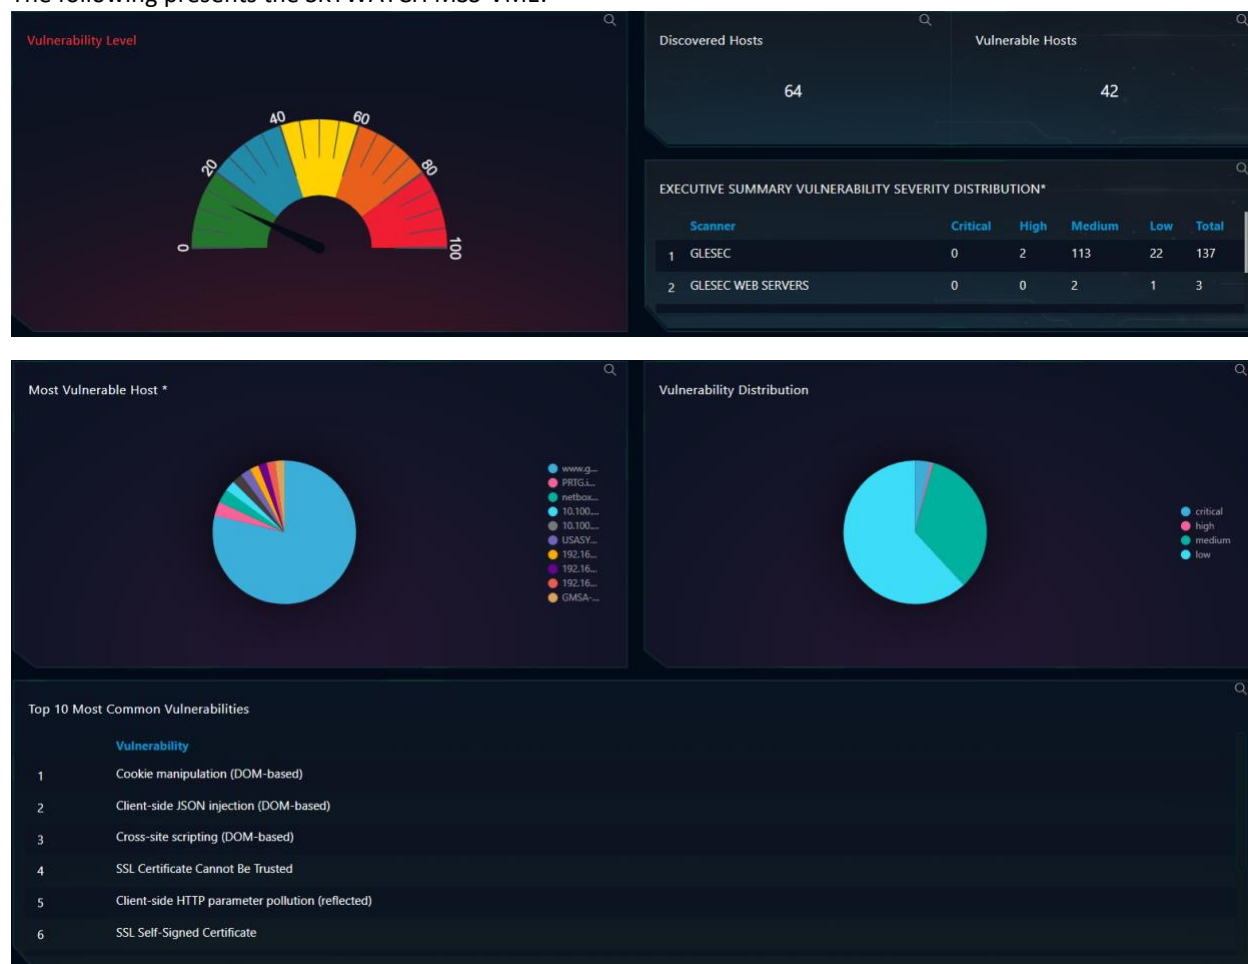 The following presents the SKYWATCH MSS-VME:
Vulnerability Level
0
20
40
60
80
100
Discovered Hosts
64
Vulnerable Hosts
42
EXECUTIVE SUMMARY VULNERABILITY SEVERITY DISTRIBUTION*
Scanner Critical High Medium Low Total
1 GLESEC 0 2 113 22 137
2 GLESEC WEB SERVERS 0 0 2 1 3
Most Vulnerable Host *
www.g...
PRTG.i...
netbox...
10.100....
10.100....
USASY...
192.16...
192.16...
192.16...
GMSA-...
Vulnerability Distribution
critical
high
medium
low
Top 10 Most Common Vulnerabilities
Vulnerability
1 Cookie manipulation (DOM-based)
2 Client-side JSON injection (DOM-based)
3 Cross-site scripting (DOM-based)
4 SSL Certificate Cannot Be Trusted
5 Client-side HTTP parameter pollution (reflected)
6 SSL Self-Signed Certificate